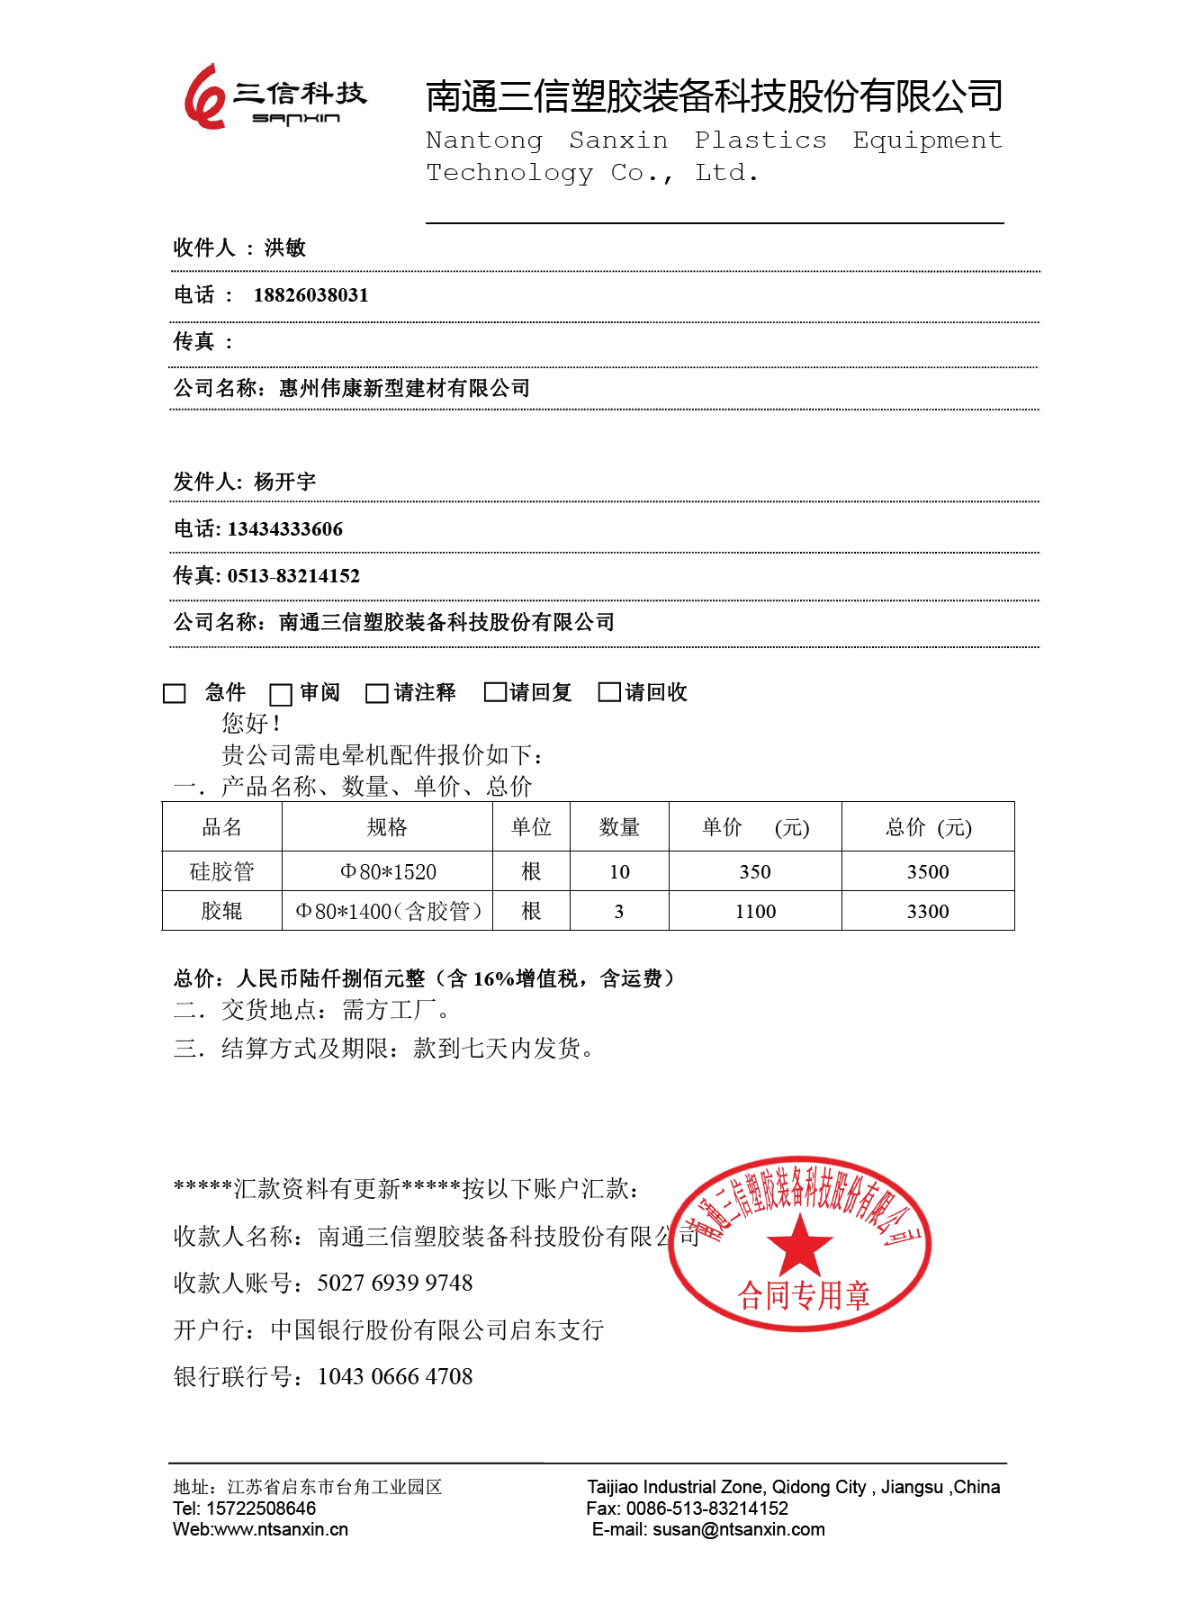 三信科技
SANXIN
南通三信塑胶装备科技股份有限公司
Nantong Sanxin Plastics Equipment
Technology Co., Ltd.
收件人 : 洪敏
电话 : 18826038031
传真 :
公司名称：惠州伟康新型建材有限公司
发件人: 杨开宇
电话: 13434333606
传真: 0513-83214152
公司名称：南通三信塑胶装备科技股份有限公司
□ 急件 □ 审阅 □ 请注释 □请回复 □请回收
您好！
贵公司需电晕机配件报价如下：
一．产品名称、数量、单价、总价
品名 规格 单位 数量 单价 (元) 总价 (元)
硅胶管 Φ80*1520 根 10 350 3500
胶辊 Φ80*1400（含胶管） 根 3 1100 3300
总价：人民币陆仟捌佰元整（含 16%增值税，含运费）
二．交货地点：需方工厂。
三．结算方式及期限：款到七天内发货。
*****汇款资料有更新*****按以下账户汇款：
收款人名称：南通三信塑胶装备科技股份有限公司
收款人账号：5027 6939 9748
开户行：中国银行股份有限公司启东支行
银行联行号：1043 0666 4708
南通三信塑胶装备科技股份有限公司
合同专用章
地址：江苏省启东市台角工业园区 Taijiao Industrial Zone, Qidong City , Jiangsu ,China
Tel: 15722508646 Fax: 0086-513-83214152
Web:www.ntsanxin.cn E-mail: susan@ntsanxin.com